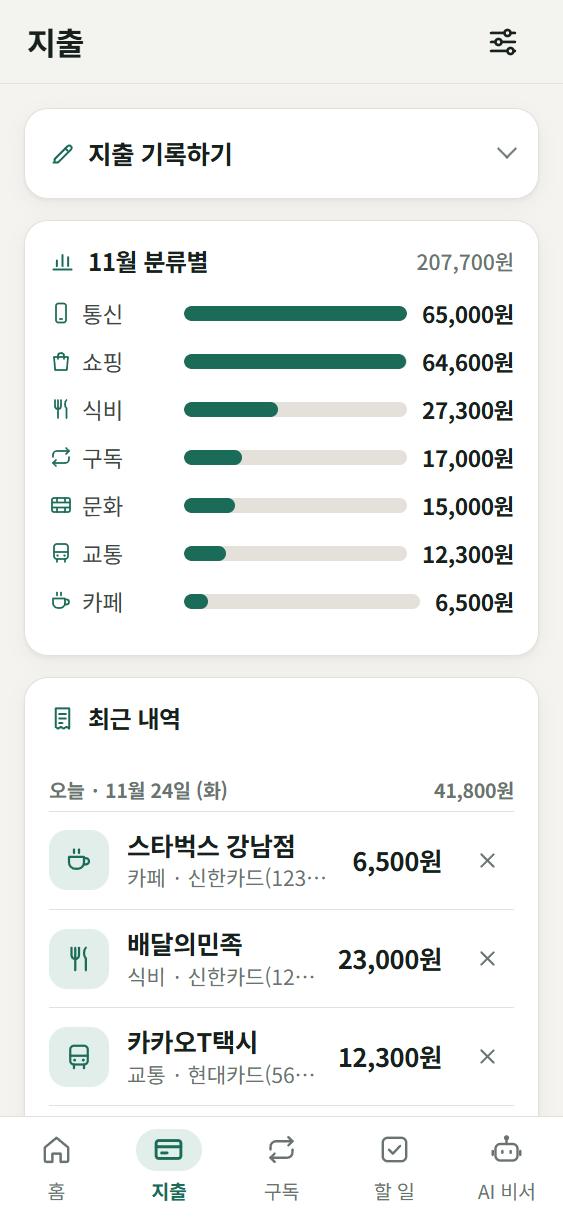 지출
지출 기록하기
11월 분류별 207,700원
통신 65,000원
쇼핑 64,600원
식비 27,300원
구독 17,000원
문화 15,000원
교통 12,300원
카페 6,500원
최근 내역
오늘 · 11월 24일 (화) 41,800원
스타벅스 강남점 6,500원
카페 · 신한카드(123…
배달의민족 23,000원
식비 · 신한카드(12…
카카오T택시 12,300원
교통 · 현대카드(56…
홈 지출 구독 할 일 AI 비서